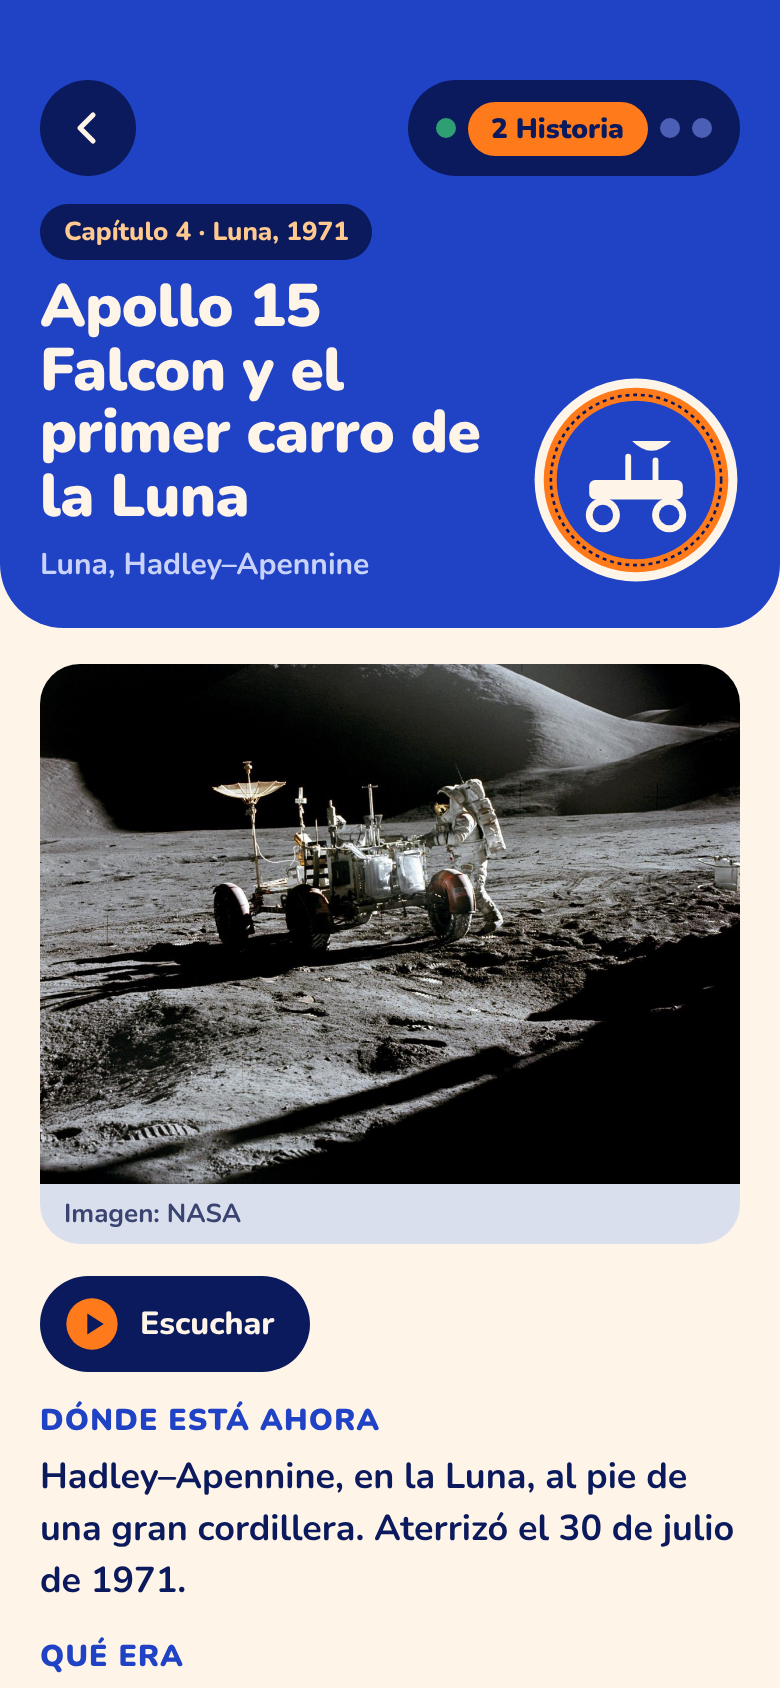 2 Historia
Capítulo 4 · Luna, 1971
Apollo 15
Falcon y el
primer carro de
la Luna
Luna, Hadley–Apennine
Imagen: NASA
Escuchar
DÓNDE ESTÁ AHORA
Hadley–Apennine, en la Luna, al pie de
una gran cordillera. Aterrizó el 30 de julio
de 1971.
QUÉ ERA